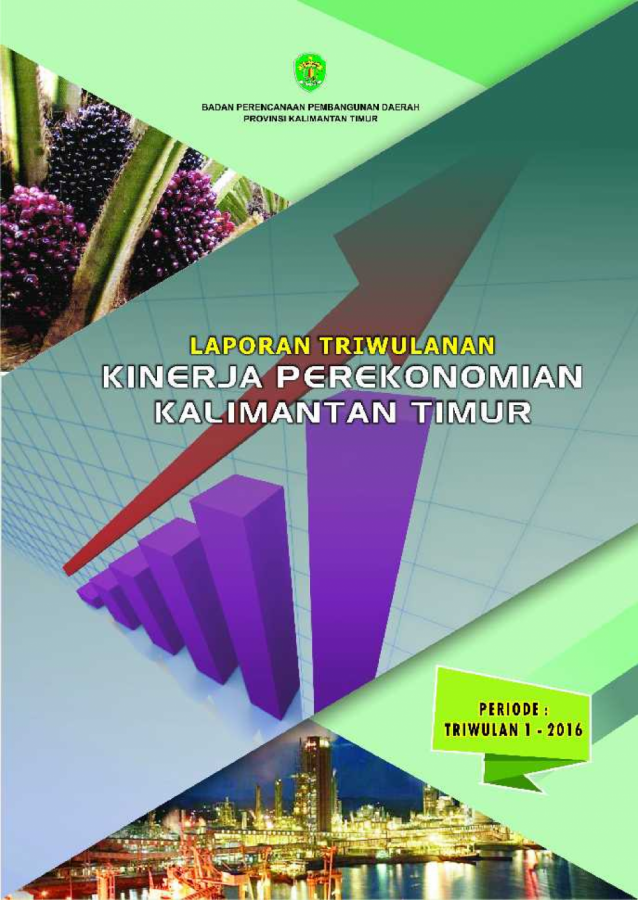 BADAN PERENCANAAN PEMBANGUNAN DAERAH
PROVINSI KALIMANTAN TIMUR
LAPORAN TRIWULANAN
KINERJA PEREKONOMIAN
KALIMANTAN TIMUR
PERIODE :
TRIWULAN 1 - 2016